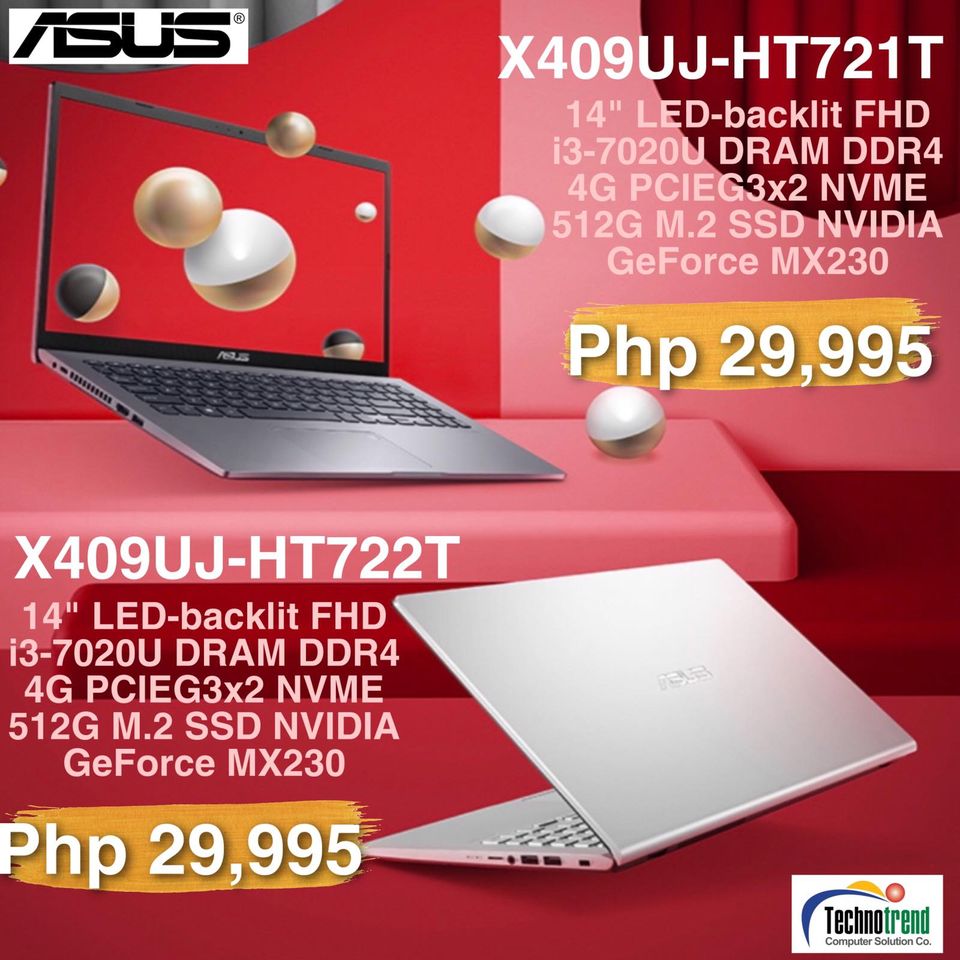 ASUS®
X409UJ-HT721T
14" LED-backlit FHD
i3-7020U DRAM DDR4
4G PCIEG3x2 NVME
512G M.2 SSD NVIDIA
GeForce MX230
Php 29,995
ASUS
X409UJ-HT722T
14" LED-backlit FHD
i3-7020U DRAM DDR4
4G PCIEG3x2 NVME
512G M.2 SSD NVIDIA
GeForce MX230
Php 29,995
ASUS
Technotrend
Computer Solution Co.